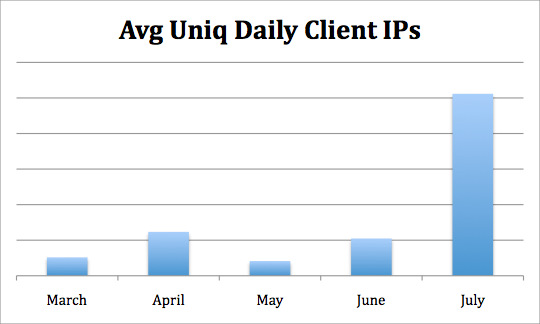 Avg Uniq Daily Client IPs
March April May June July